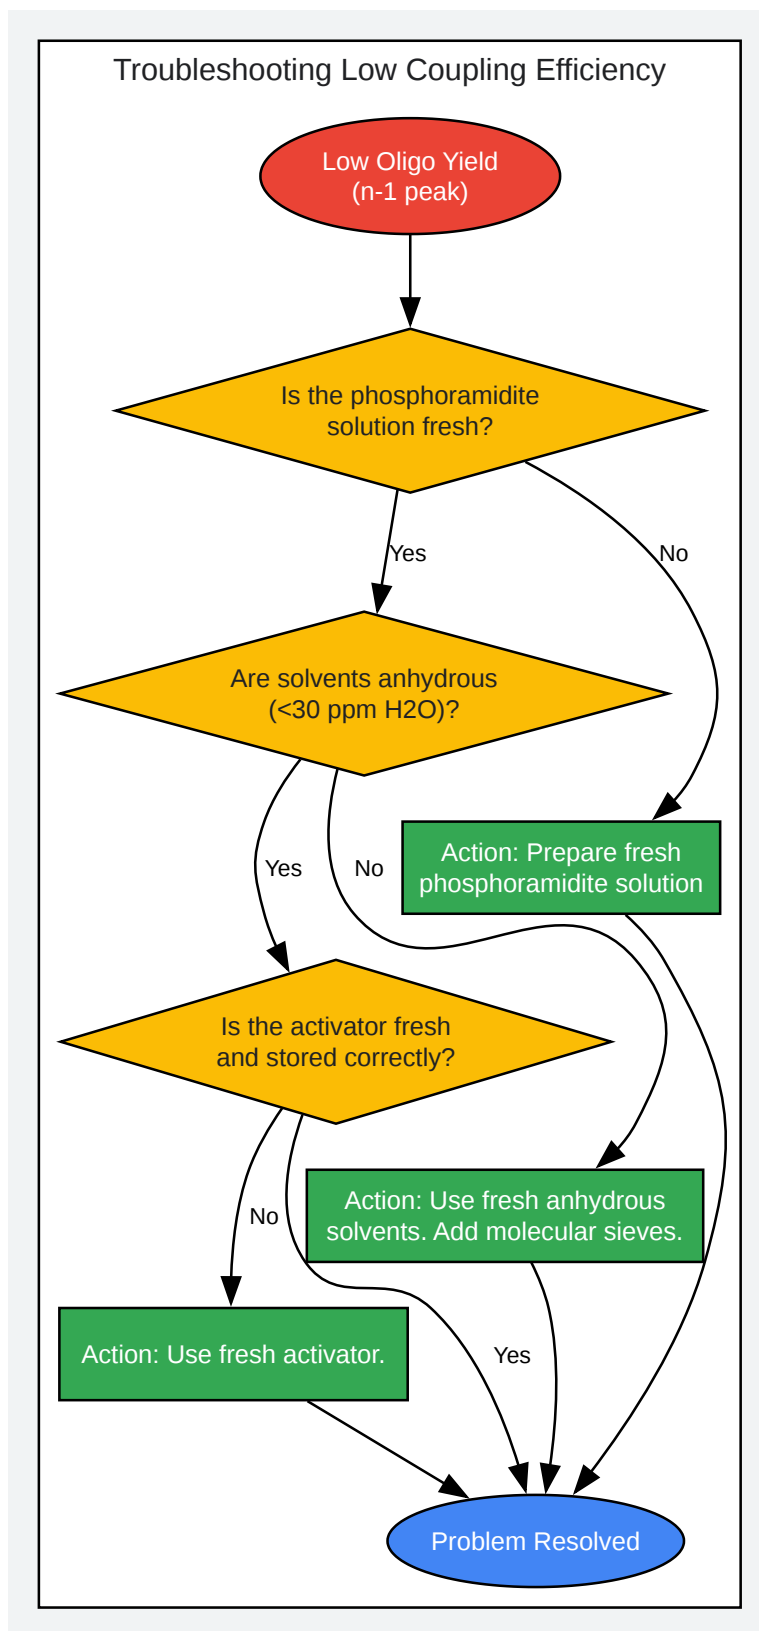 Troubleshooting Low Coupling Efficiency
Low Oligo Yield
(n-1 peak)
Is the phosphoramidite
solution fresh?
Yes
No
Are solvents anhydrous
(<30 ppm H2O)?
Action: Prepare fresh
phosphoramidite solution
Yes
No
Is the activator fresh
and stored correctly?
Action: Use fresh anhydrous
solvents. Add molecular sieves.
No
Action: Use fresh activator.
Yes
Problem Resolved